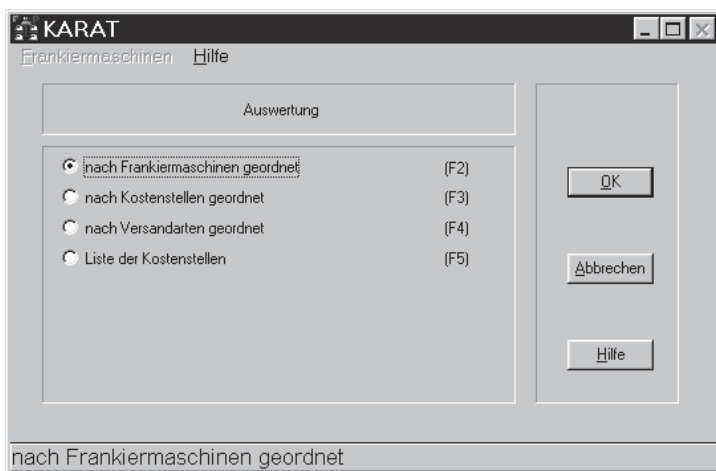 KARAT
Frankiermaschinen Hilfe
Auswertung
nach Frankiermaschinen geordnet (F2)
nach Kostenstellen geordnet (F3)
nach Versandarten geordnet (F4)
Liste der Kostenstellen (F5)
OK
Abbrechen
Hilfe
nach Frankiermaschinen geordnet